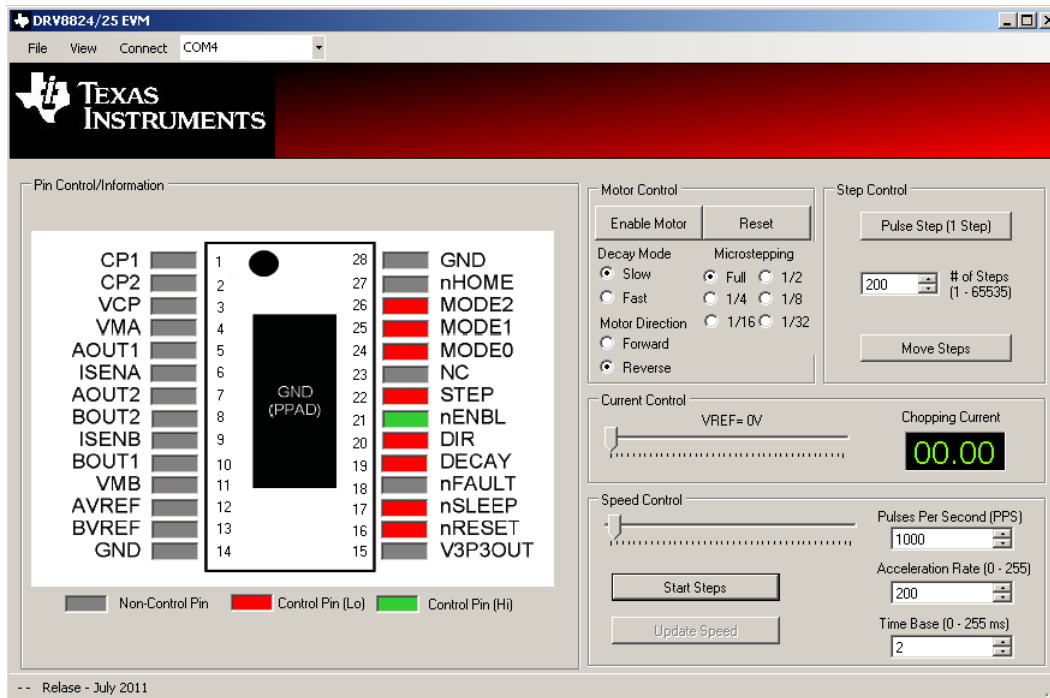 DRV8824/25 EVM
File View Connect COM4
TEXAS
INSTRUMENTS
Pin Control/Information
CP1 1 28 GND
CP2 2 27 nHOME
VCP 3 26 MODE2
VMA 4 25 MODE1
AOUT1 5 24 MODE0
ISENA 6 23 NC
AOUT2 7 22 STEP
BOUT2 8 21 nENBL
ISENB 9 20 DIR
BOUT1 10 19 DECAY
VMB 11 18 nFAULT
AVREF 12 17 nSLEEP
BVREF 13 16 nRESET
GND 14 15 V3P3OUT
GND
(PPAD)
Non-Control Pin Control Pin (Lo) Control Pin (Hi)
Motor Control
Enable Motor Reset
Decay Mode
Slow
Fast
Microstepping
Full 1/2
1/4 1/8
1/16 1/32
Motor Direction
Forward
Reverse
Step Control
Pulse Step (1 Step)
200 # of Steps
(1 - 65535)
Move Steps
Current Control
VREF= 0V
Chopping Current
00.00
Speed Control
Pulses Per Second (PPS)
1000
Acceleration Rate (0 - 255)
200
Time Base (0 - 255 ms)
2
Start Steps
Update Speed
- - Relase - July 2011